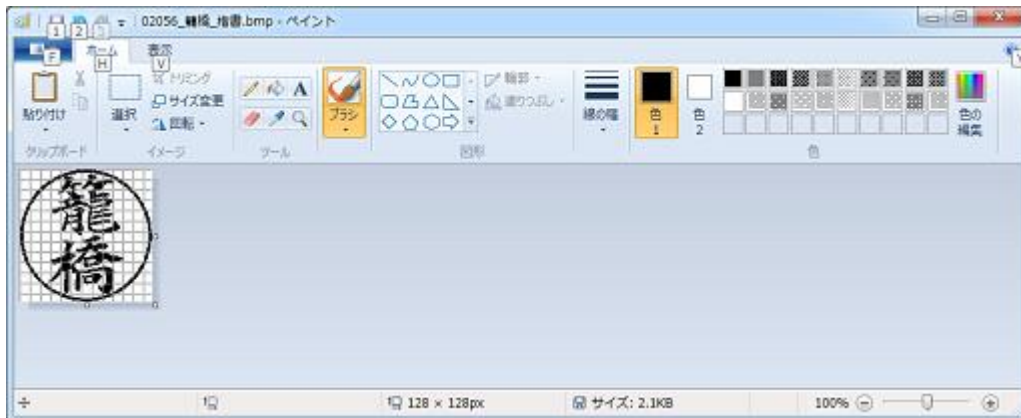 1 2 3 02056_籠橋_楷書.bmp - ペイント
F ホーム 表示
H V Y
貼り付け
クリップボード
選択
トリミング
サイズ変更
回転
イメージ
A
ツール
ブラシ
図形
輪郭
塗りつぶし
線の幅
色
1
色
2
色
色の
編集
籠
橋
128 × 128px
サイズ: 2.1KB
100%